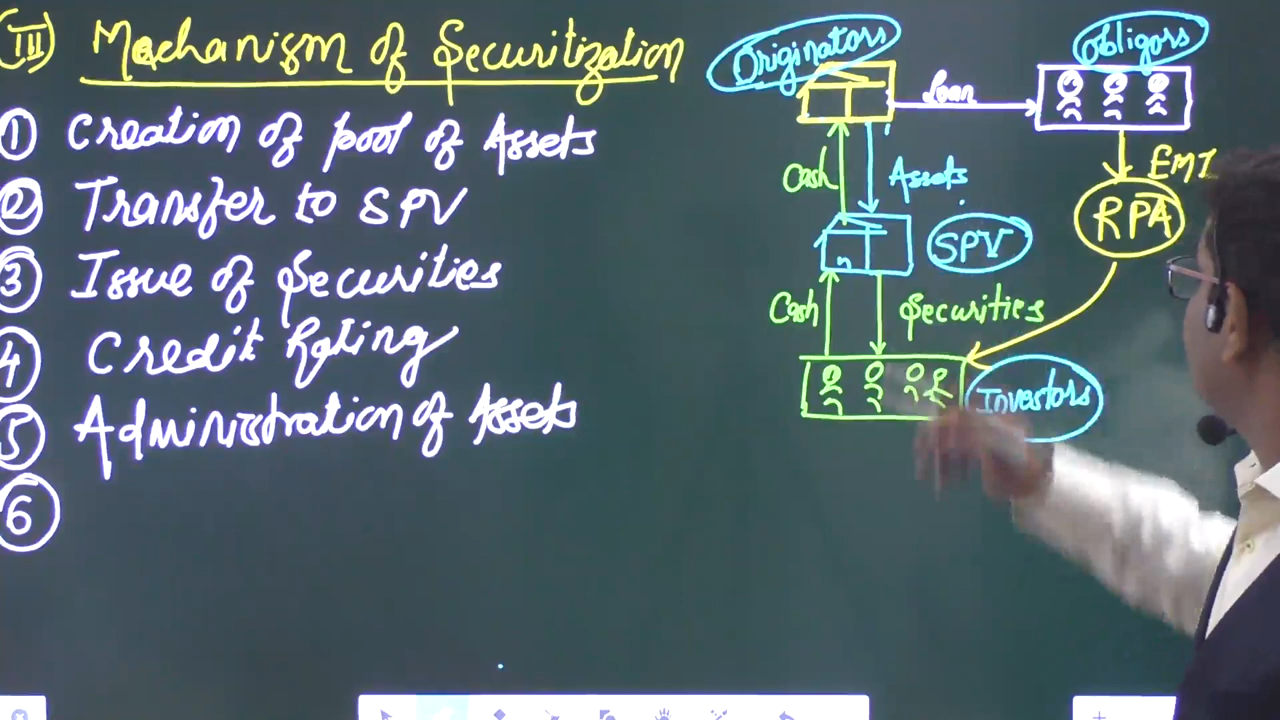 (III) Mechanism of Securitization
① Creation of pool of Assets
② Transfer to SPV
③ Issue of Securities
④ Credit Rating
⑤ Administration of Assets
⑥
Originators
Obligors
Loan
Cash
Assets
EMI
RPA
SPV
Cash
Securities
Investors